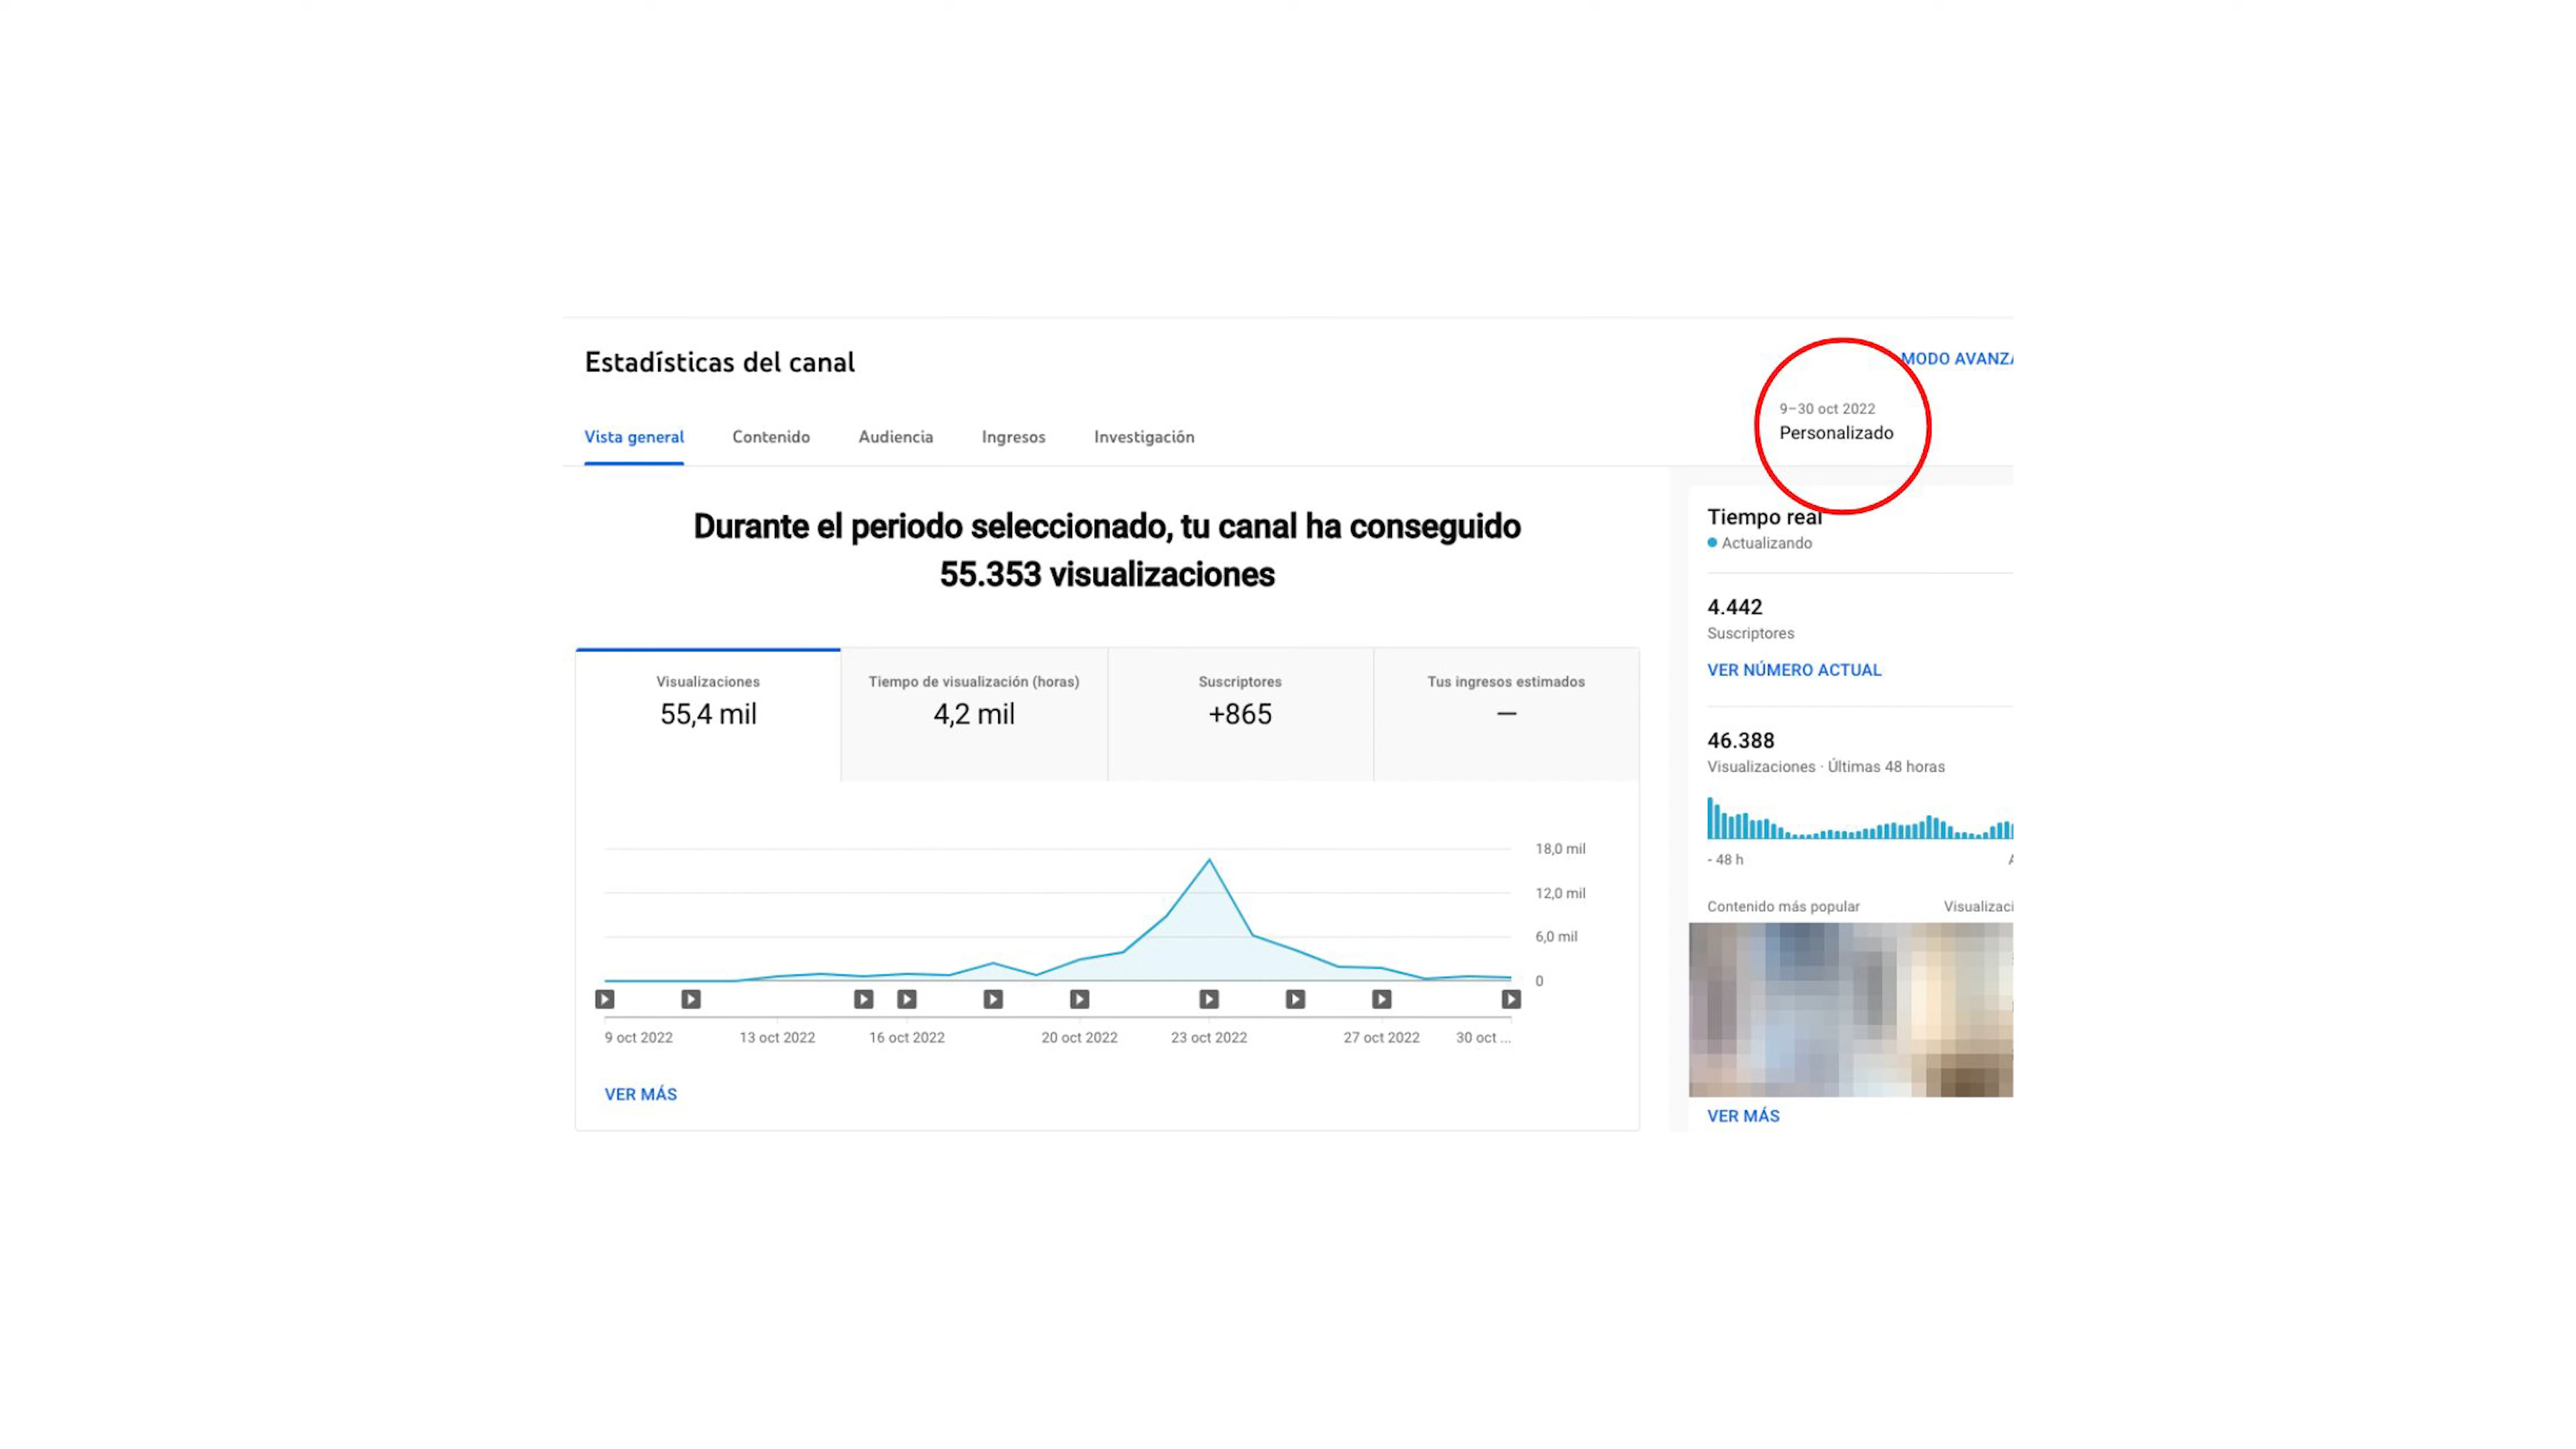 Estadísticas del canal
MODO AVANZA
9–30 oct 2022
Personalizado
Vista general
Contenido
Audiencia
Ingresos
Investigación
Durante el periodo seleccionado, tu canal ha conseguido
55.353 visualizaciones
Visualizaciones
55,4 mil
Tiempo de visualización (horas)
4,2 mil
Suscriptores
+865
Tus ingresos estimados
—
18,0 mil
12,0 mil
6,0 mil
0
9 oct 2022
13 oct 2022
16 oct 2022
20 oct 2022
23 oct 2022
27 oct 2022
30 oct ...
VER MÁS
Tiempo real
Actualizando
4.442
Suscriptores
VER NÚMERO ACTUAL
46.388
Visualizaciones · Últimas 48 horas
- 48 h
Contenido más popular
Visualizaci
VER MÁS